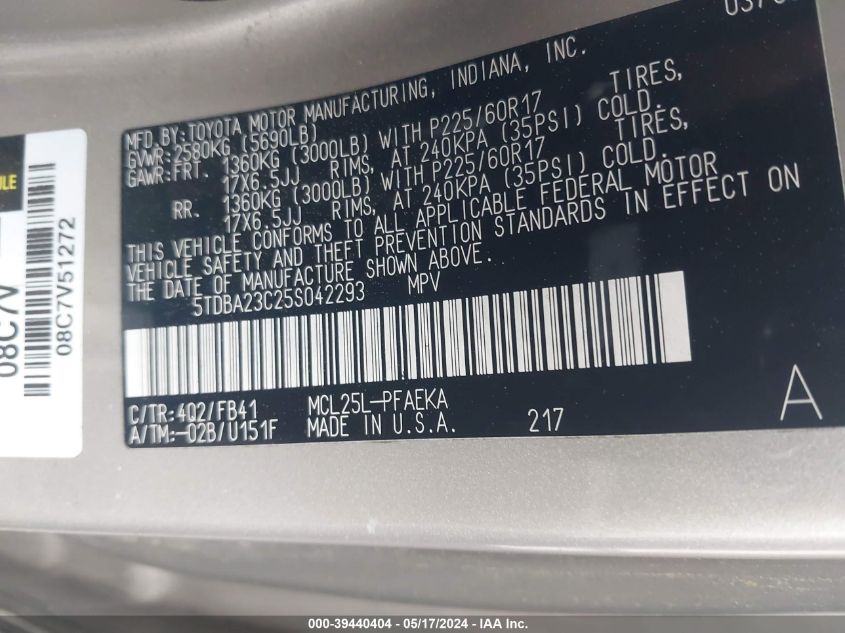 MFD.BY:TOYOTA MOTOR MANUFACTURING, INDIANA, INC.
GVWR:2580KG (5690LB)
GAWR:FRT. 1360KG (3000LB) WITH P225/60R17 TIRES,
17X6.5JJ RIMS, AT 240KPA (35PSI) COLD.
RR. 1360KG (3000LB) WITH P225/60R17 TIRES,
17X6.5JJ RIMS, AT 240KPA (35PSI) COLD.
THIS VEHICLE CONFORMS TO ALL APPLICABLE FEDERAL MOTOR
VEHICLE SAFETY AND THEFT PREVENTION STANDARDS IN EFFECT ON
THE DATE OF MANUFACTURE SHOWN ABOVE.
5TDBA23C25S042293 MPV
C/TR:4Q2/FB41 MCL25L-PFAEKA
A/TM:-02B/U151F MADE IN U.S.A. 217
A
08C7V
08C7V51272
000-39440404 - 05/17/2024 - IAA Inc.